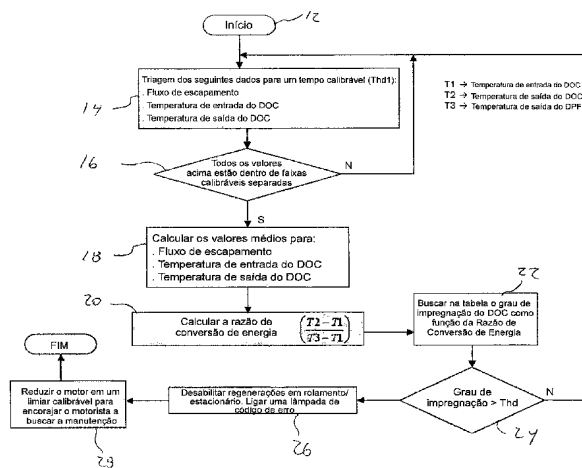 Início
12
Triagem dos seguintes dados para um tempo calibrável (Thd1):
. Fluxo de escapamento
. Temperatura de entrada do DOC
. Temperatura de saída do DOC
14
T1 → Temperatura de entrada do DOC
T2 → Temperatura de saída do DOC
T3 → Temperatura de saída do DPF
Todos os valores
acima estão dentro de faixas
calibráveis separadas
16
N
S
Calcular os valores médios para:
. Fluxo de escapamento
. Temperatura de entrada do DOC
. Temperatura de saída do DOC
18
Calcular a razão de
conversão de energia
(T2 – T1 / T3 – T1)
20
Buscar na tabela o grau de
impregnação do DOC como
função da Razão de
Conversão de Energia
22
Grau de
impregnação > Thd
N
24
Desabilitar regenerações em rolamento/
estacionário. Ligar uma lâmpada de
código de erro
26
Reduzir o motor em um
limiar calibrável para
encorajar o motorista a
buscar a manutenção
28
FIM